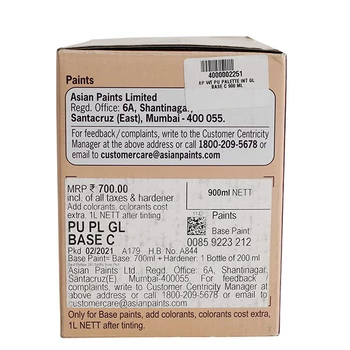 4000002251
AP WT PU PALETTE INT GL
BASE C 900 ML
Paints
Asian Paints Limited
Regd. Office: 6A, Shantinagar,
Santacruz (East), Mumbai - 400 055.
For feedback/complaints, write to the Customer Centricity
Manager at the above address or call 1800-209-5678 or
email to customercare@asianpaints.com
MRP ₹ 700.00
incl. of all taxes & hardener
Add colorants, colorants cost
extra. 1L NETT after tinting
900ml NETT
PU PL GL
BASE C
Paints
Base Paint
0085 9223 212
Pkd 02/2021 A179 H.B No. A844
Base Paint= Base: 700ml + Hardener: 1 Bottle of 200 ml
Asian Paints Ltd. Regd. Office: 6A, Shantinagar,
Santacruz(E) Mumbai-400055. For feedback /
complaints, write to Customer Centricity Manager at
above address or call 1800-209-5678 or email to
customercare@asianpaints.com
Only for Base paints, add colorants, colorants cost extra,
1L NETT after tinting.